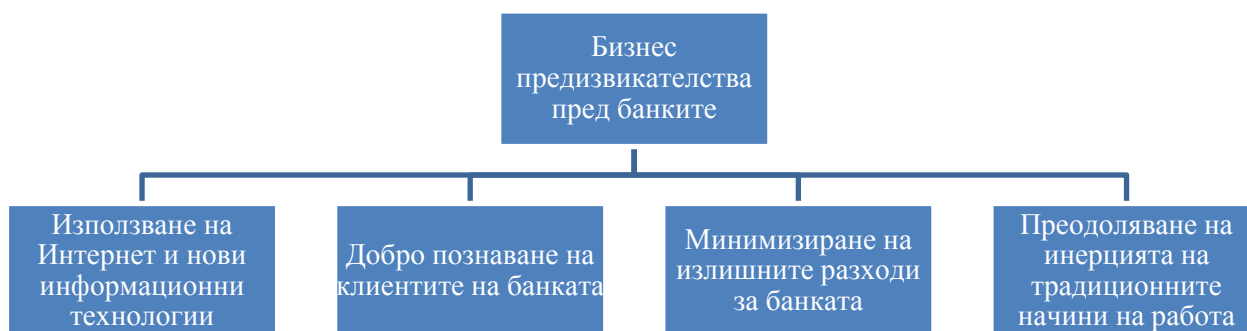 Бизнес
предизвикателства
пред банките
Използване на
Интернет и нови
информационни
технологии
Добро познаване на
клиентите на банката
Минимизиране на
излишните разходи
за банката
Преодоляване на
инерцията на
традиционните
начини на работа